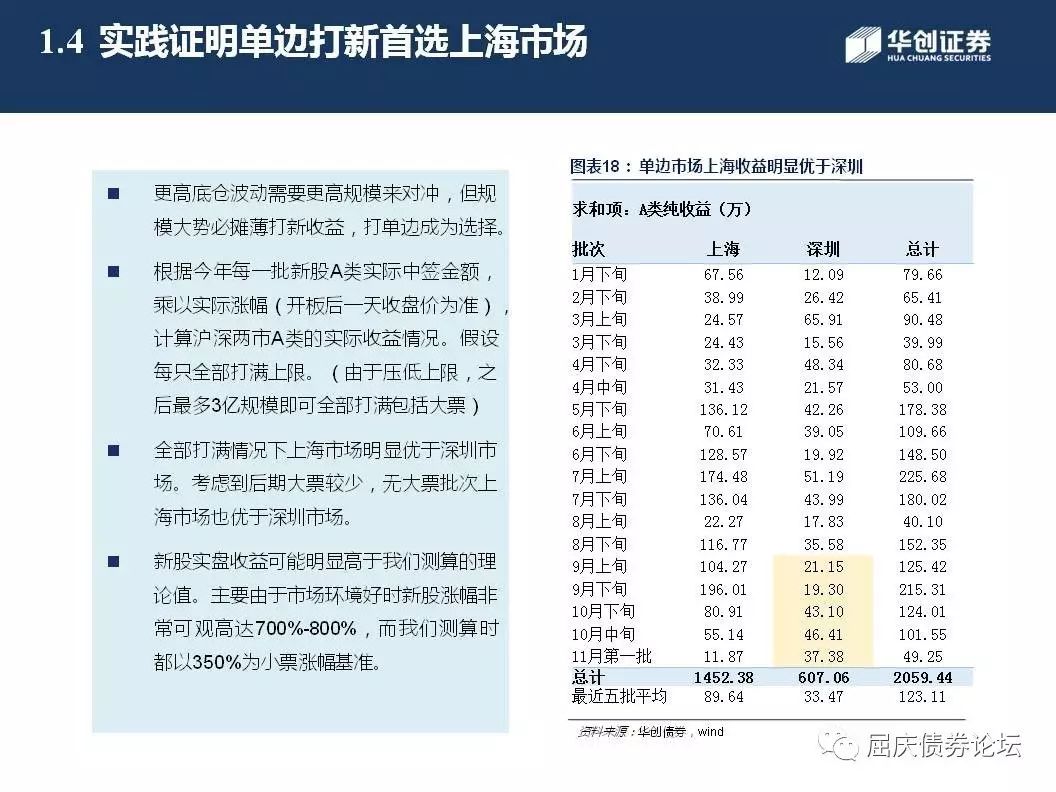 1.4 实践证明单边打新首选上海市场
华创证券
HUA CHUANG SECURITIES
■ 更高底仓波动需要更高规模来对冲，但规
模大势必摊薄打新收益，打单边成为选择。
■ 根据今年每一批新股A类实际中签金额，
乘以实际涨幅（开板后一天收盘价为准），
计算沪深两市A类的实际收益情况。假设
每只全部打满上限。（由于压低上限，之
后最多3亿规模即可全部打满包括大票）
■ 全部打满情况下上海市场明显优于深圳市
场。考虑到后期大票较少，无大票批次上
海市场也优于深圳市场。
■ 新股实盘收益可能明显高于我们测算的理
论值。主要由于市场环境好时新股涨幅非
常可观高达700%-800%，而我们测算时
都以350%为小票涨幅基准。
图表18：单边市场上海收益明显优于深圳
求和项：A类纯收益（万）
批次 上海 深圳 总计
1月下旬 67.56 12.09 79.66
2月下旬 38.99 26.42 65.41
3月上旬 24.57 65.91 90.48
3月下旬 24.43 15.56 39.99
4月下旬 32.33 48.34 80.68
4月中旬 31.43 21.57 53.00
5月下旬 136.12 42.26 178.38
6月上旬 70.61 39.05 109.66
6月下旬 128.57 19.92 148.50
7月上旬 174.48 51.19 225.68
7月下旬 136.04 43.99 180.02
8月上旬 22.27 17.83 40.10
8月下旬 116.77 35.58 152.35
9月上旬 104.27 21.15 125.42
9月下旬 196.01 19.30 215.31
10月下旬 80.91 43.10 124.01
10月中旬 55.14 46.41 101.55
11月第一批 11.87 37.38 49.25
总计 1452.38 607.06 2059.44
最近五批平均 89.64 33.47 123.11
资料来源：华创债券，wind
屈庆债券论坛